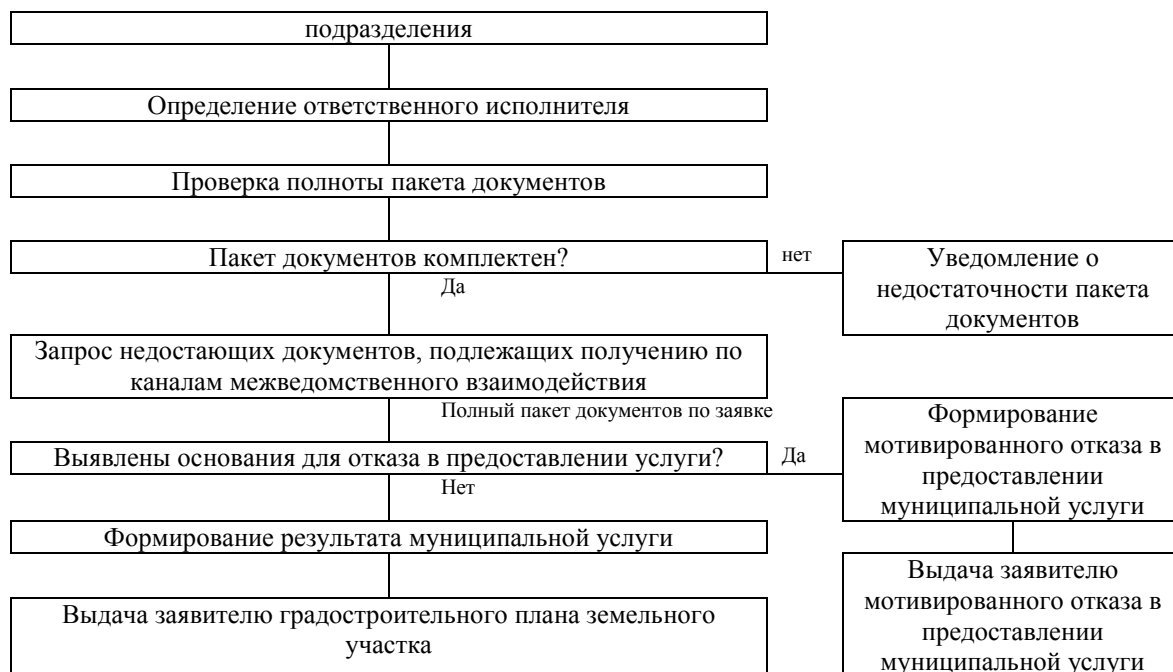 подразделения
Определение ответственного исполнителя
Проверка полноты пакета документов
Пакет документов комплектен?
нет
Уведомление о
недостаточности пакета
документов
Да
Запрос недостающих документов, подлежащих получению по
каналам межведомственного взаимодействия
Полный пакет документов по заявке
Выявлены основания для отказа в предоставлении услуги?
Да
Формирование
мотивированного отказа в
предоставлении
муниципальной услуги
Нет
Формирование результата муниципальной услуги
Выдача заявителю градостроительного плана земельного
участка
Выдача заявителю
мотивированного отказа в
предоставлении
муниципальной услуги